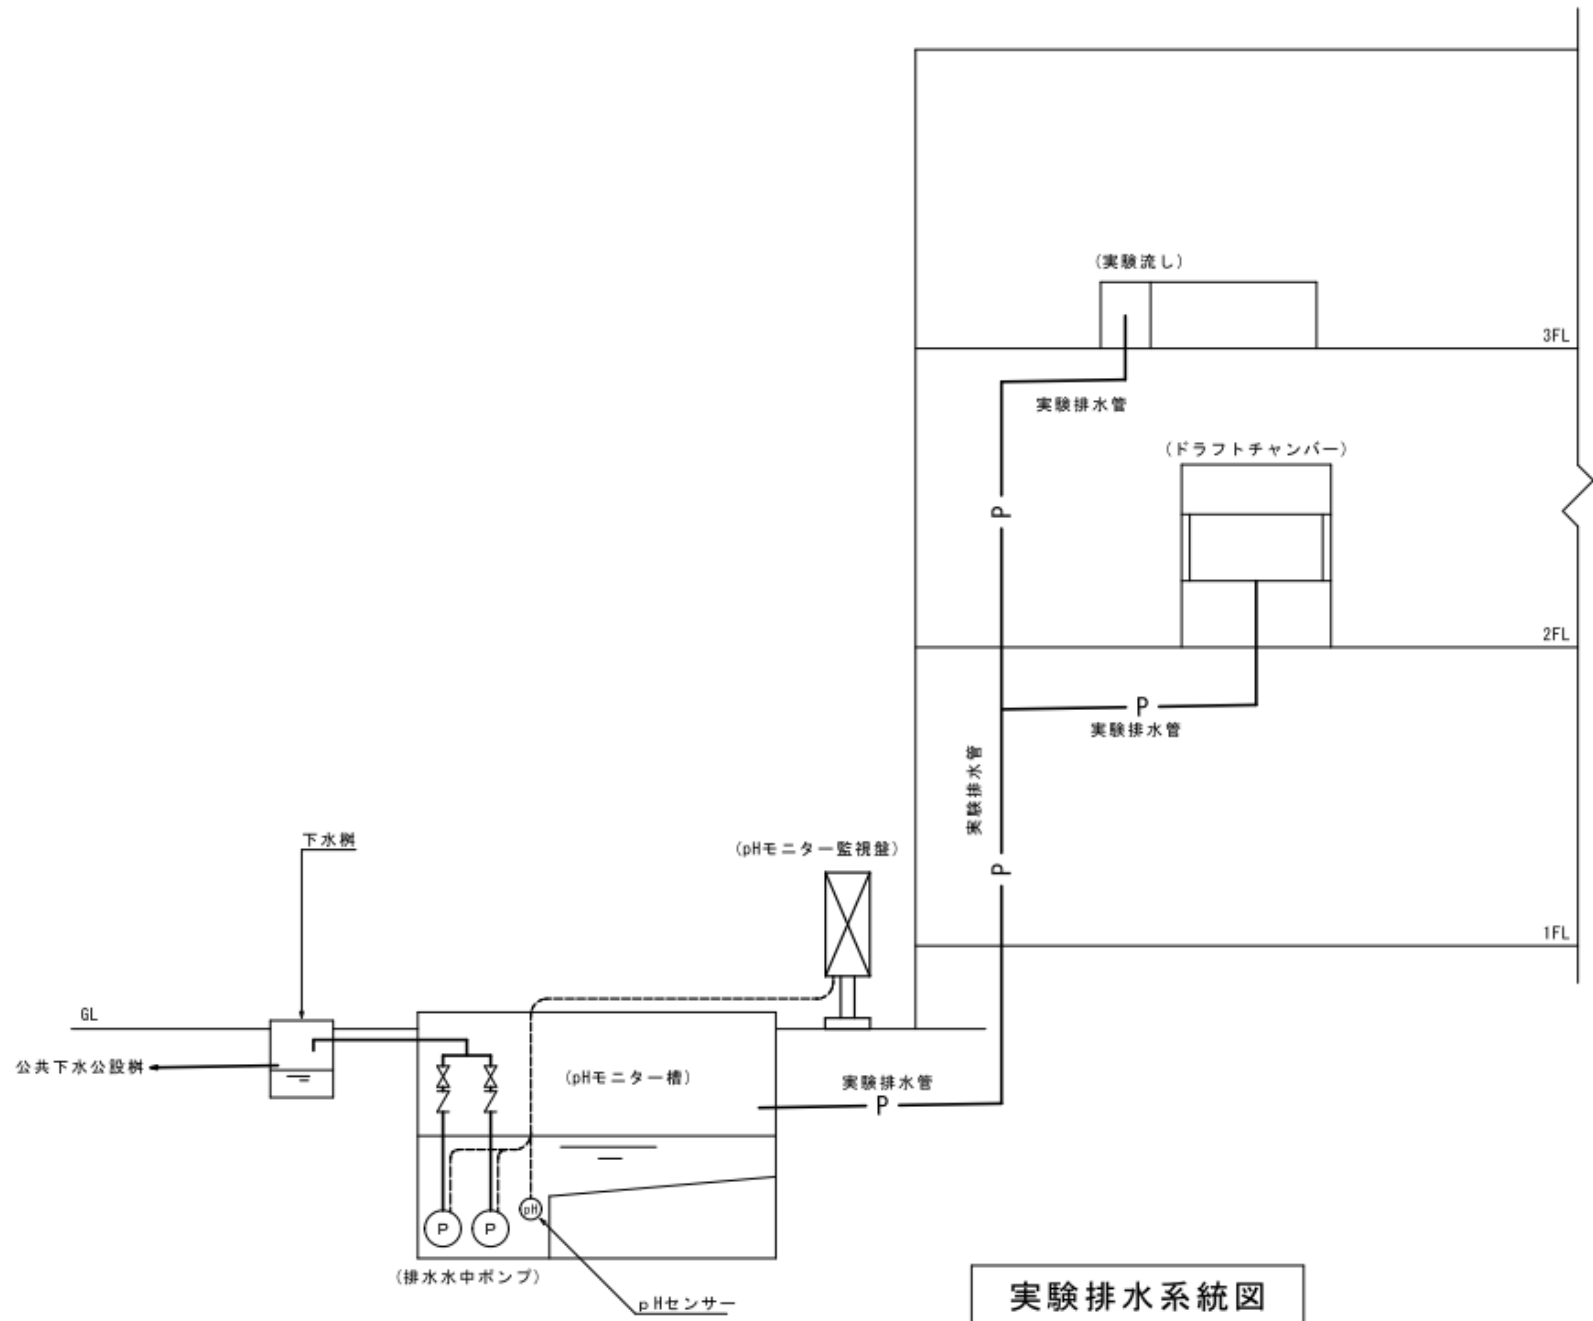 (実験流し)
3FL
実験排水管
(ドラフトチャンバー)
P
2FL
P
実験排水管
実験排水管
下水桝
(pHモニター監視盤)
P
1FL
GL
公共下水公設桝
(pHモニター槽)
実験排水管
P
P
P
pH
(排水水中ポンプ)
pHセンサー
実験排水系統図